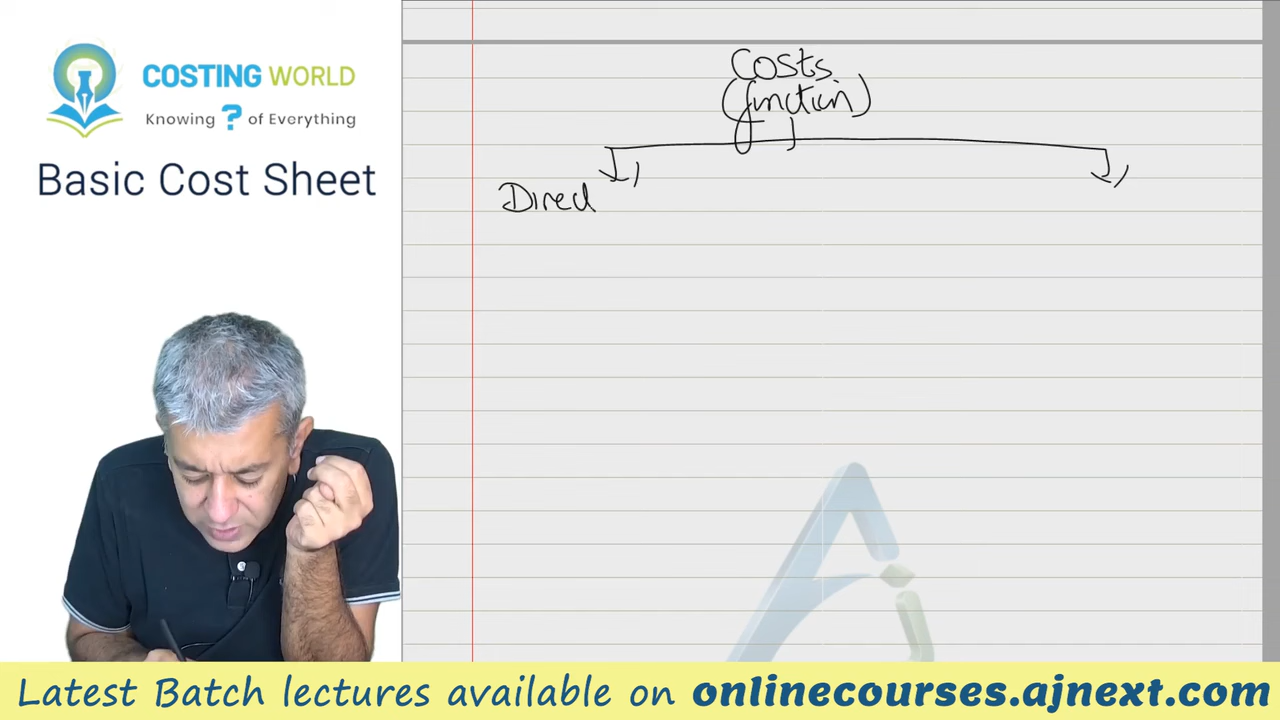 COSTING WORLD
Knowing ? of Everything
Basic Cost Sheet
Costs
(function)
Direct
Latest Batch lectures available on onlinecourses.ajnext.com